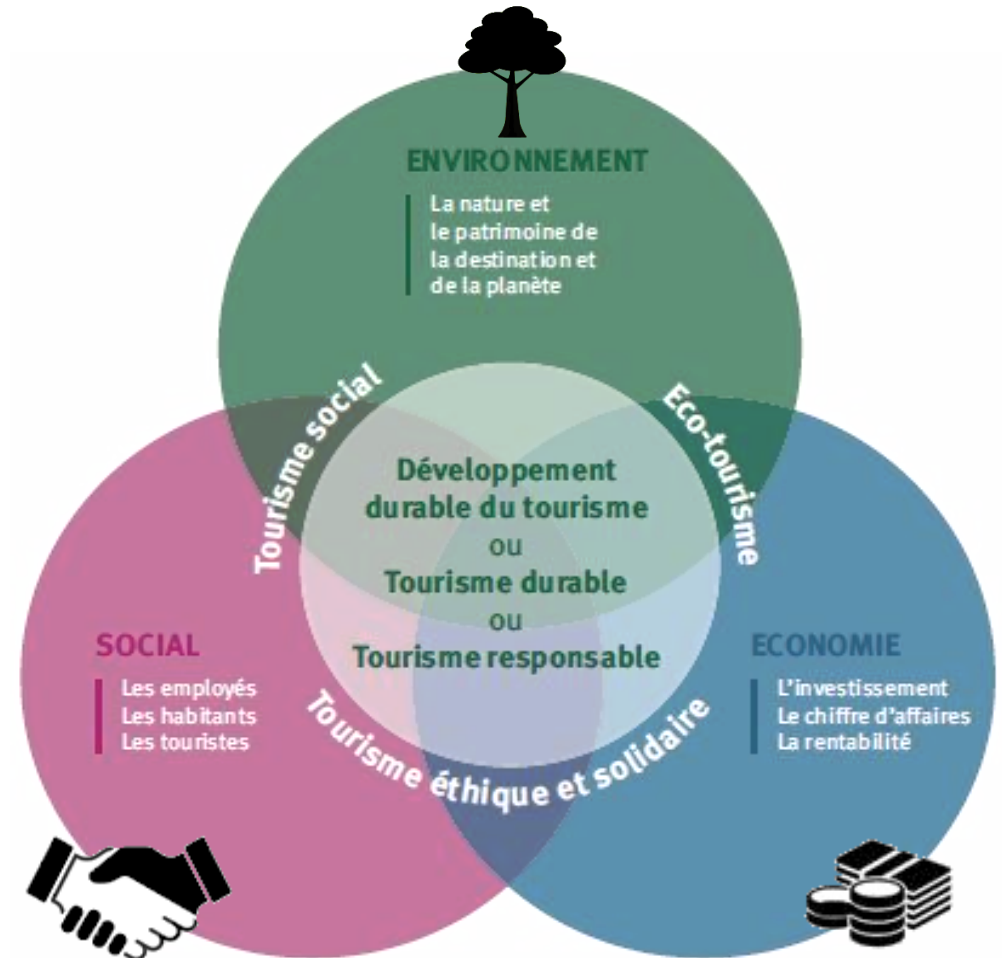 ENVIRONNEMENT
La nature et
le patrimoine de
la destination et
de la planète
Tourisme social
Eco-tourisme
Développement
durable du tourisme
ou
Tourisme durable
ou
Tourisme responsable
SOCIAL
Les employés
Les habitants
Les touristes
ECONOMIE
L'investissement
Le chiffre d'affaires
La rentabilité
Tourisme éthique et solidaire